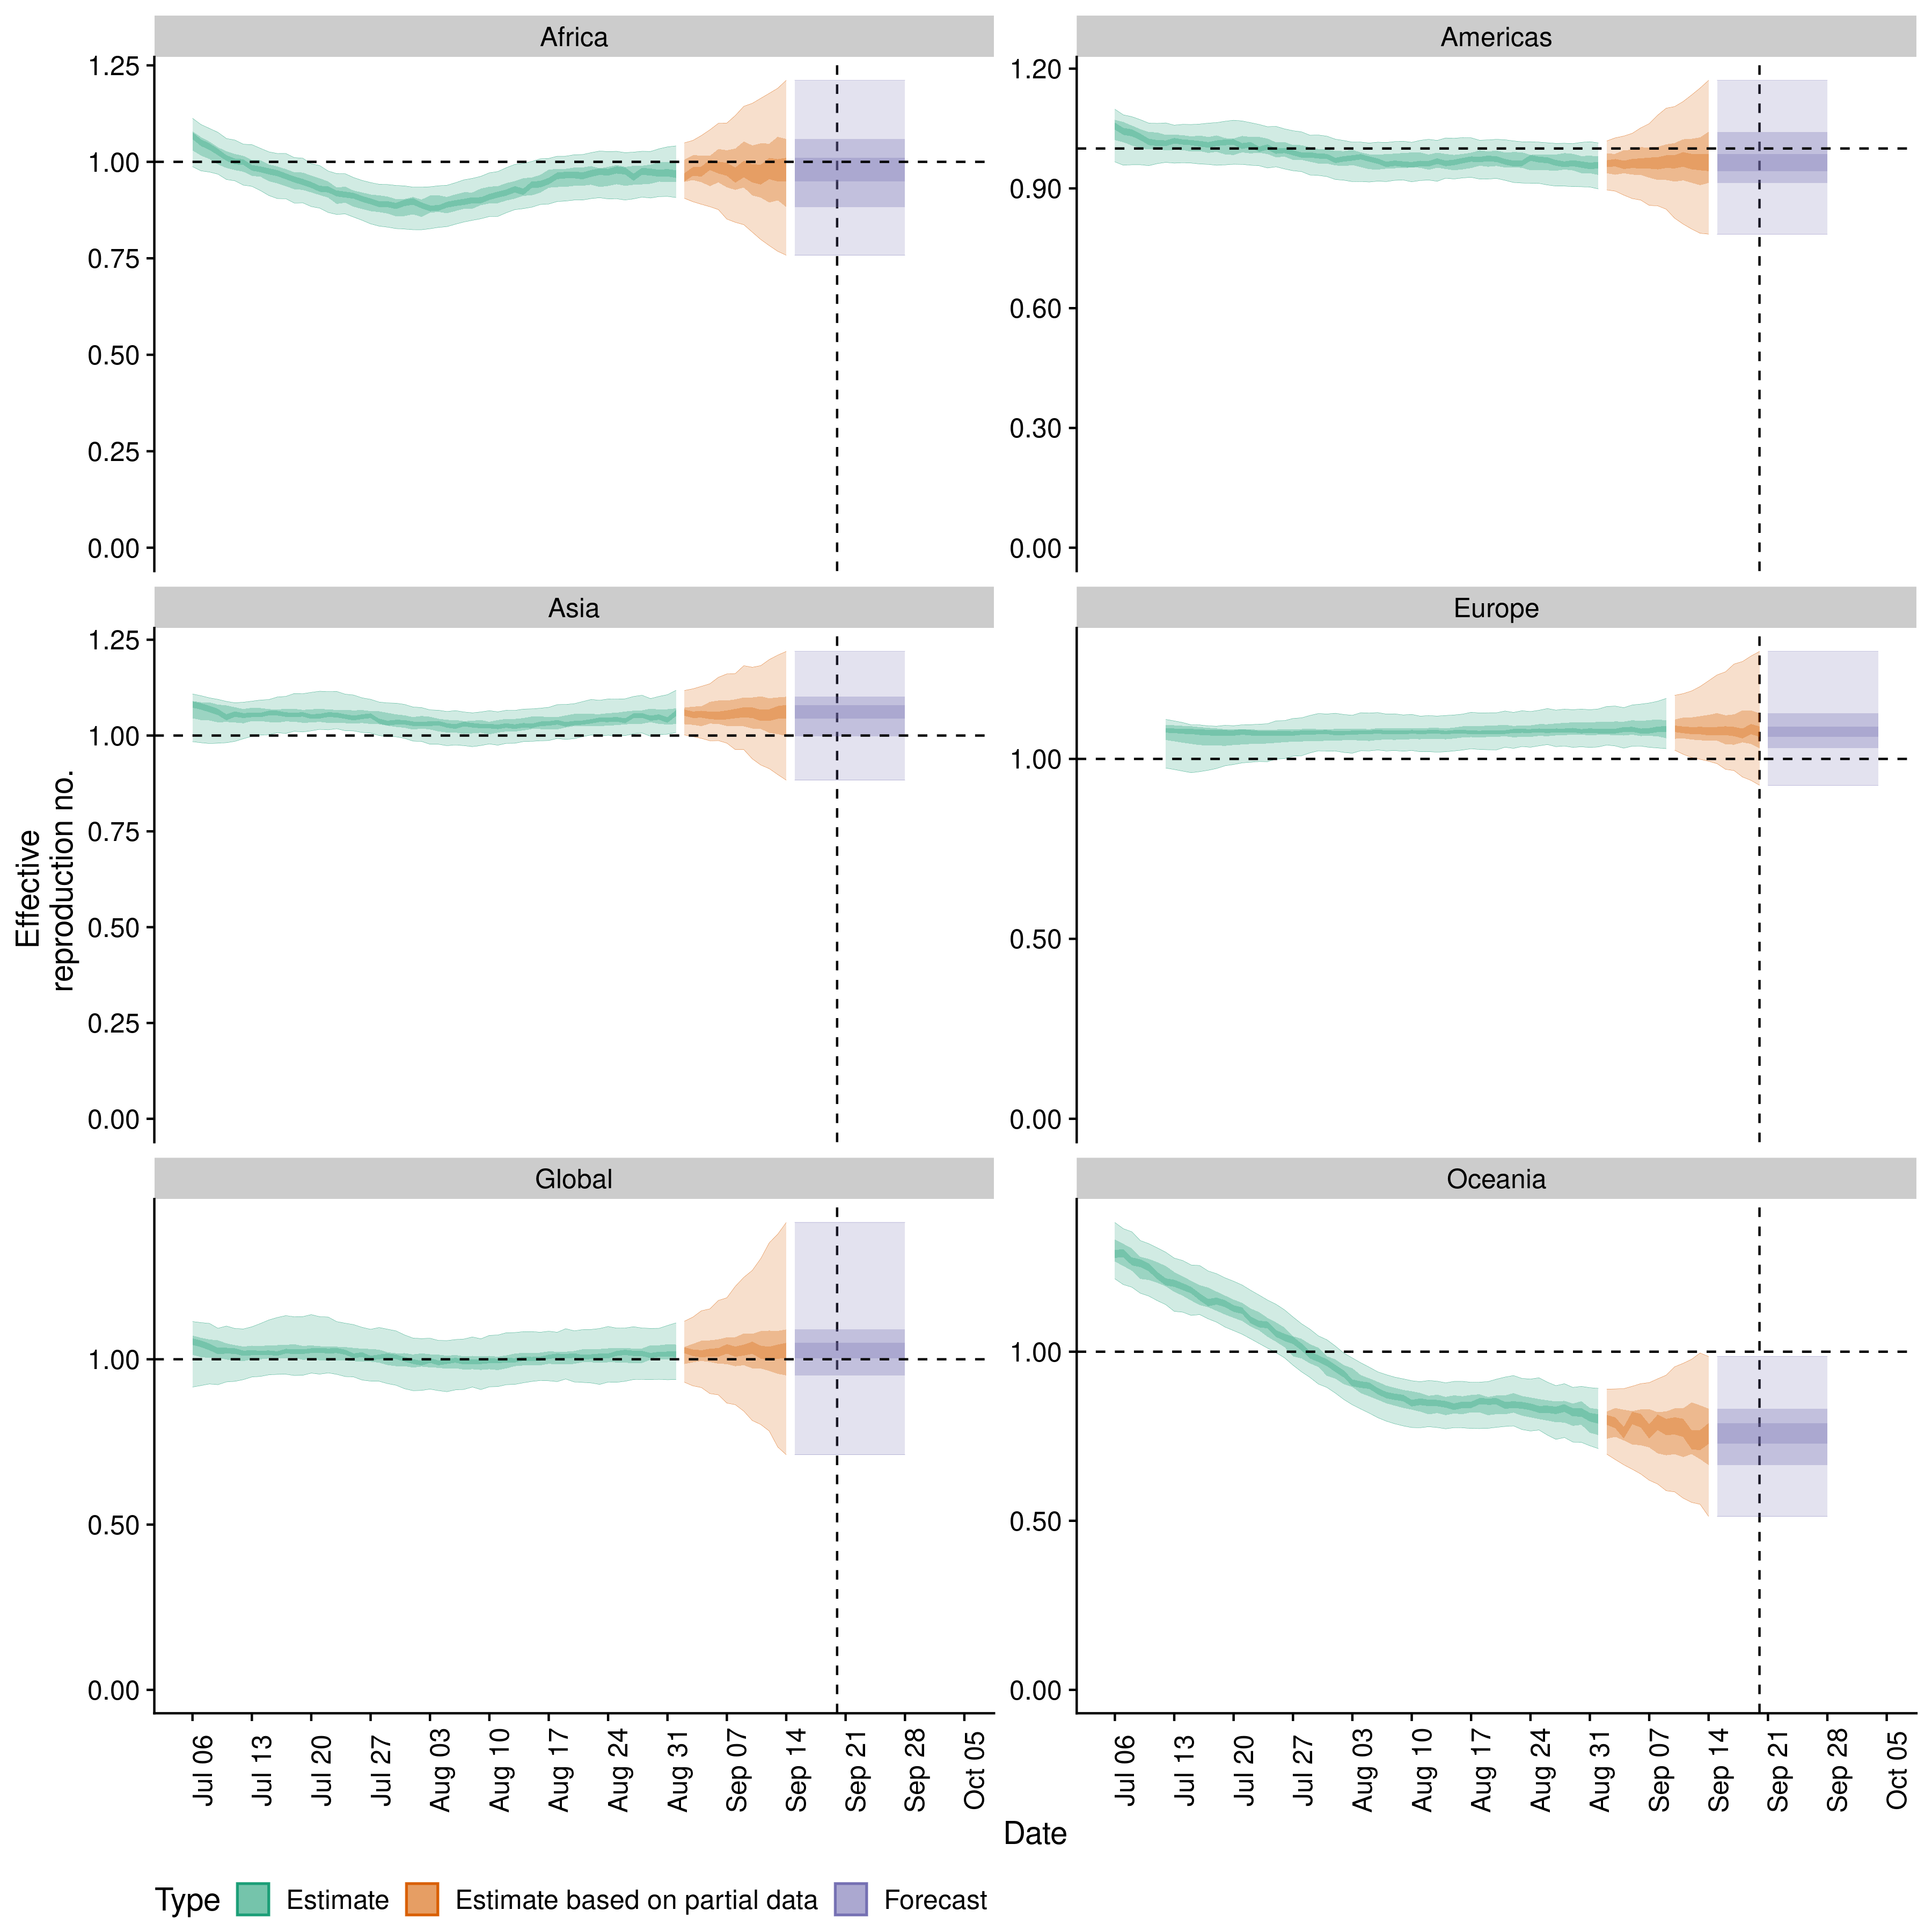 Africa
Americas
1.25
1.00
0.75
0.50
0.25
0.00
1.20
0.90
0.60
0.30
0.00
Asia
Europe
1.25
1.00
0.75
0.50
0.25
0.00
1.00
0.50
0.00
Effective
reproduction no.
Global
Oceania
1.00
0.50
0.00
1.00
0.50
0.00
Jul 06
Jul 13
Jul 20
Jul 27
Aug 03
Aug 10
Aug 17
Aug 24
Aug 31
Sep 07
Sep 14
Sep 21
Sep 28
Oct 05
Jul 06
Jul 13
Jul 20
Jul 27
Aug 03
Aug 10
Aug 17
Aug 24
Aug 31
Sep 07
Sep 14
Sep 21
Sep 28
Oct 05
Date
Type Estimate Estimate based on partial data Forecast